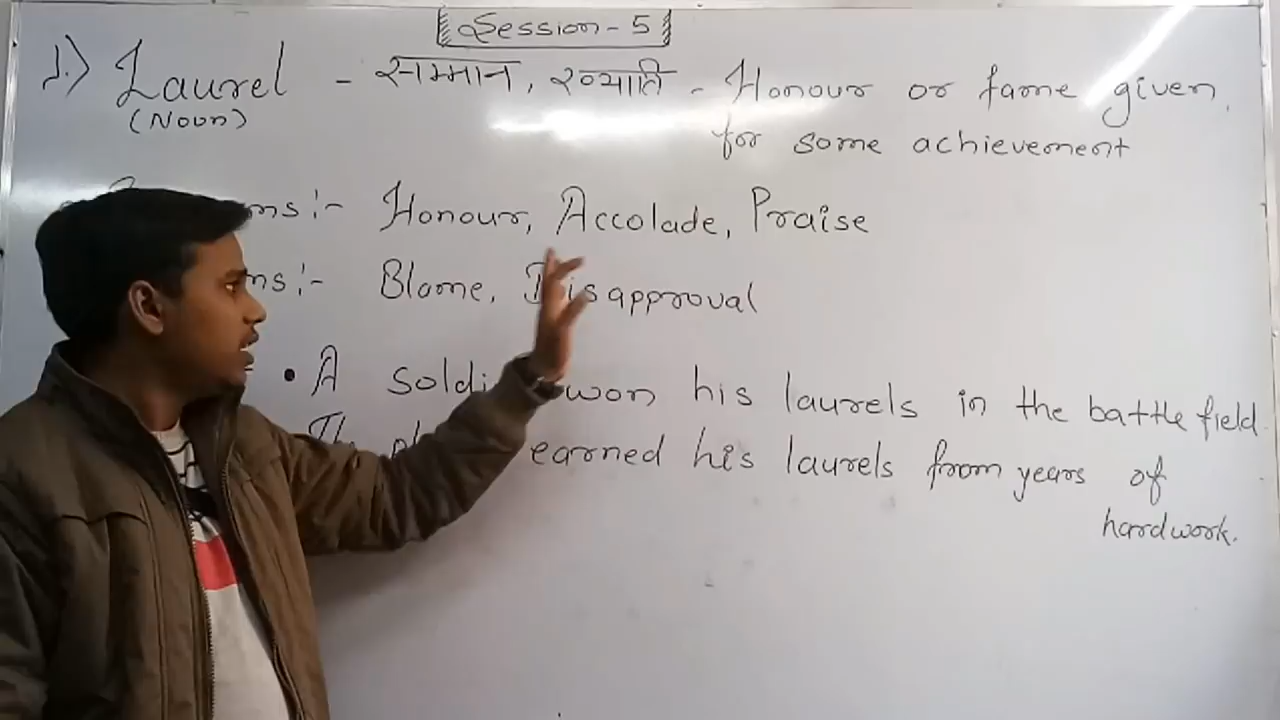 Session - 5
1.) Laurel - सम्मान, ख्याति - Honour or fame given
(Noun)
for some achievement
ms :- Honour, Accolade, Praise
ms :- Blame, Disapproval
• A soldi won his laurels in the battle field.
earned his laurels from years of
hardwork.